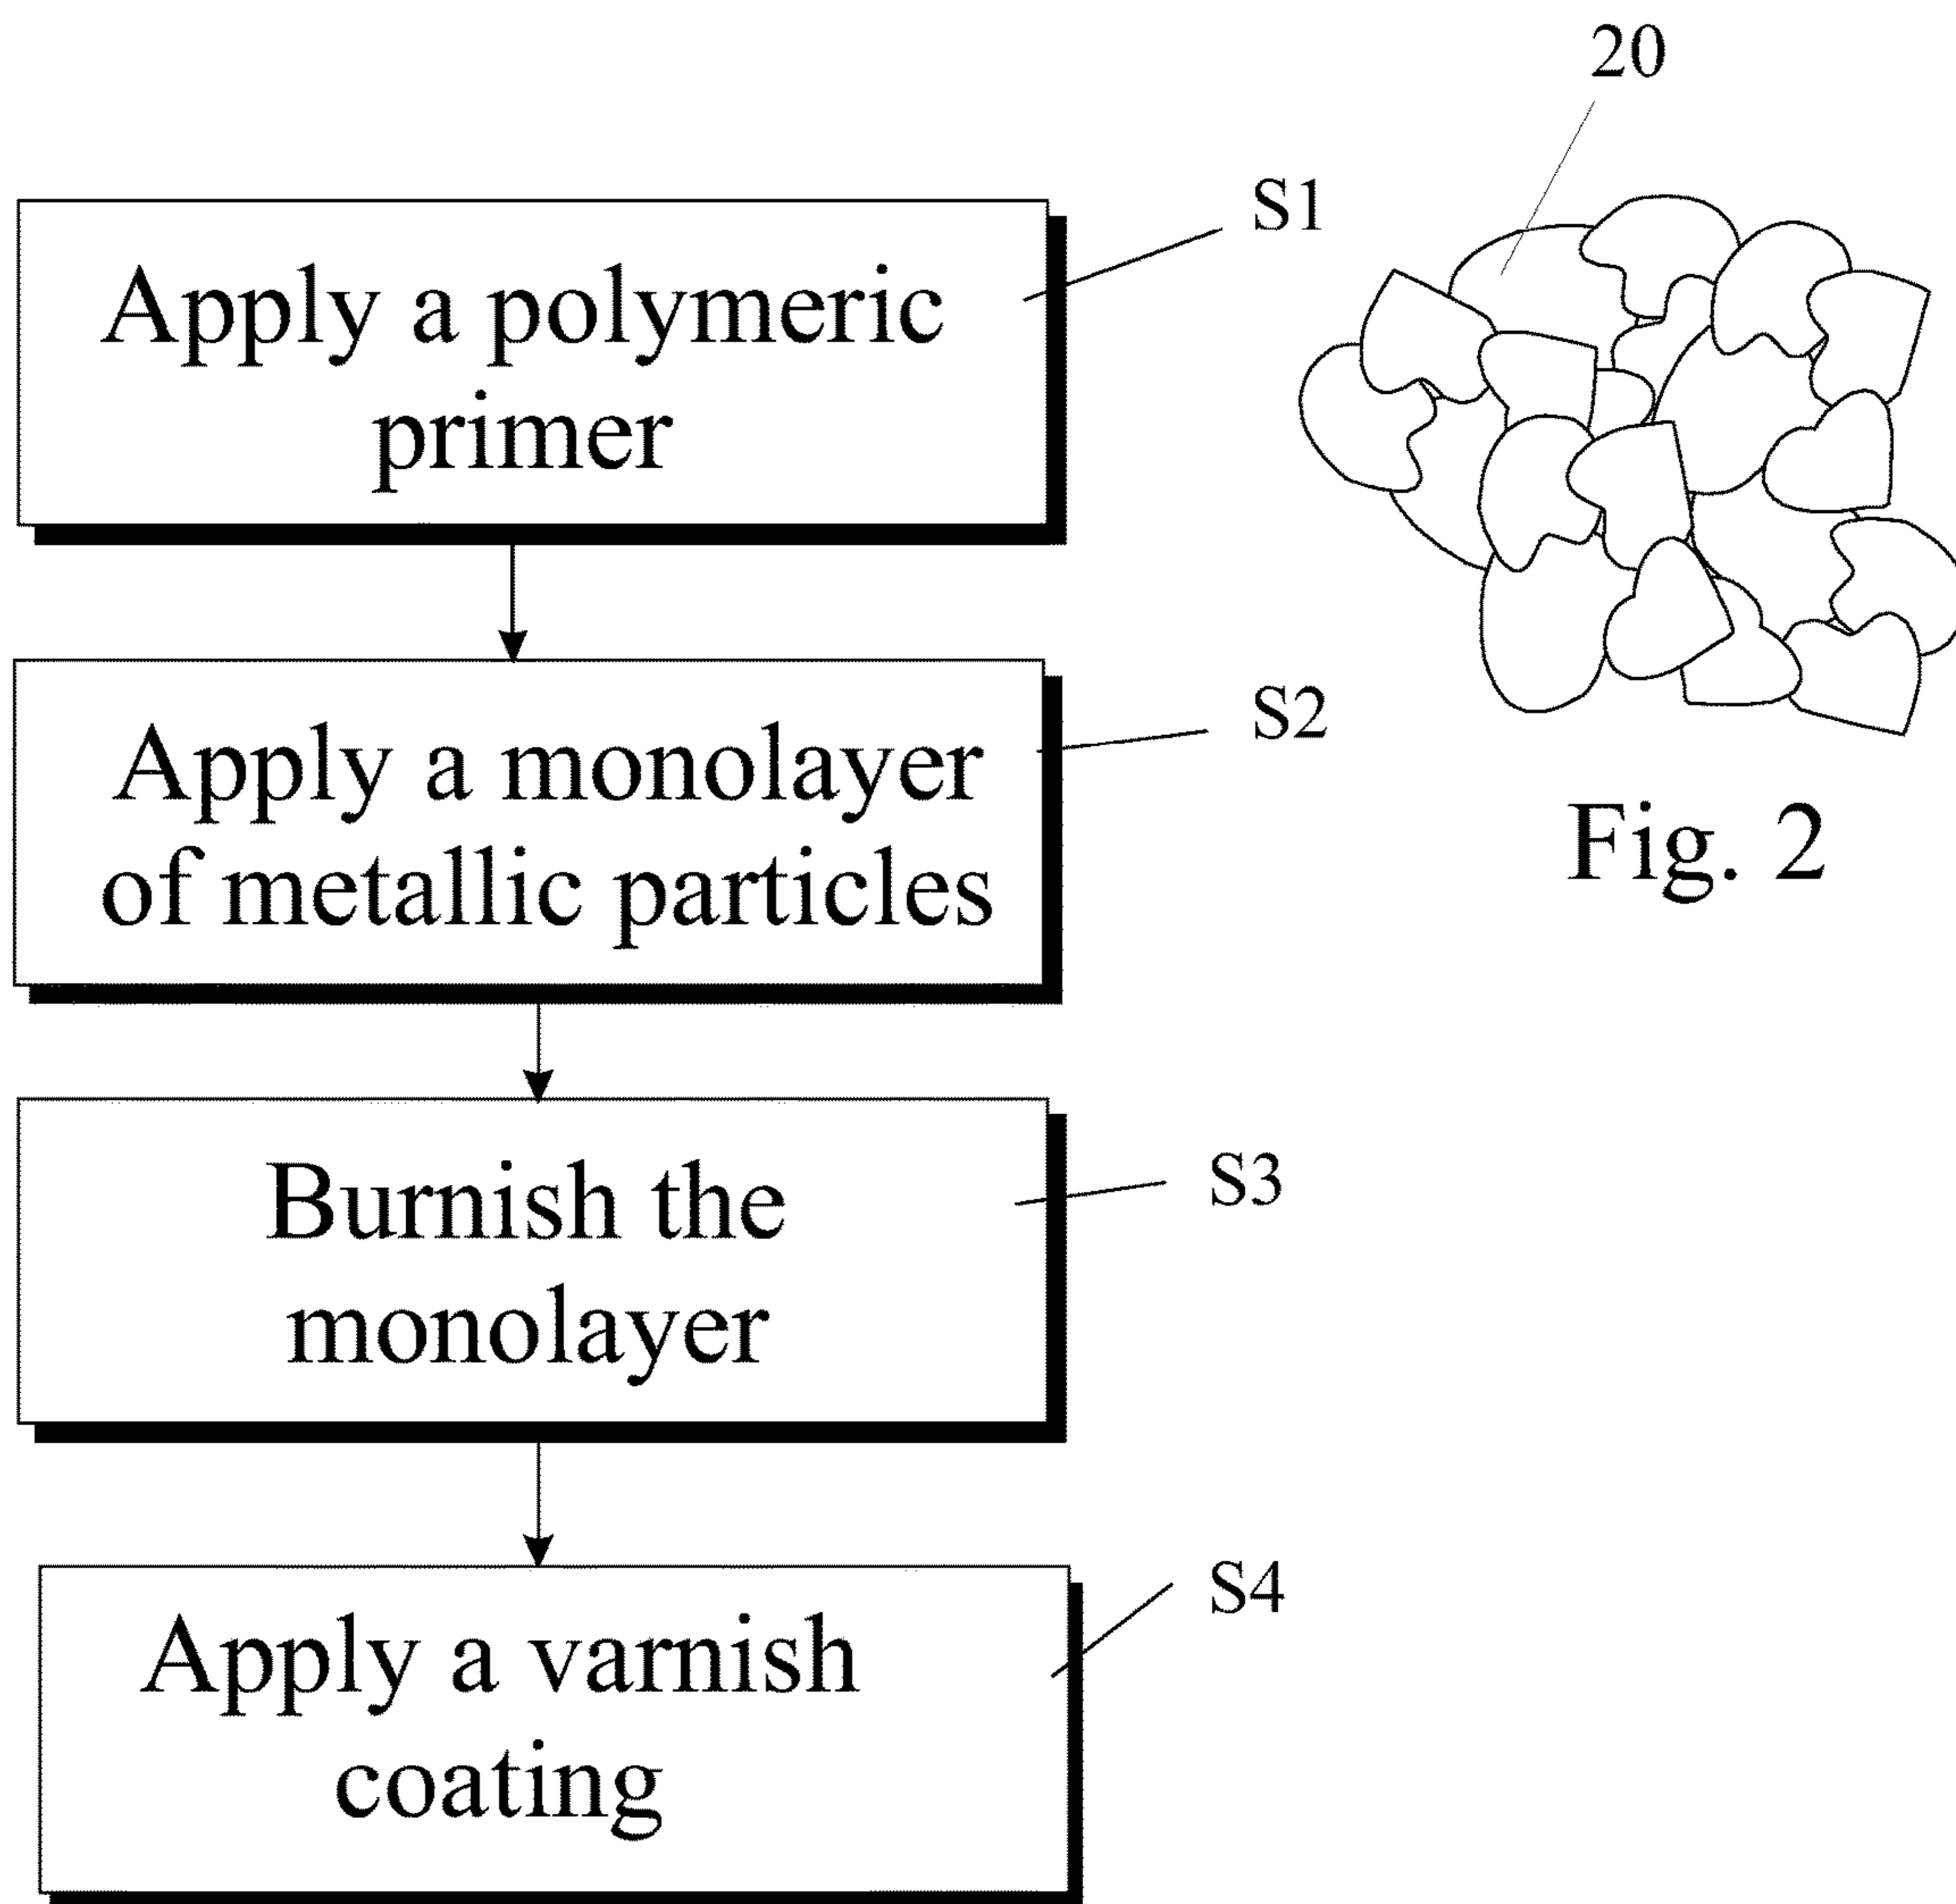 20
S1
Apply a polymeric
primer
S2
Apply a monolayer
of metallic particles
Fig. 2
S3
Burnish the
monolayer
S4
Apply a varnish
coating